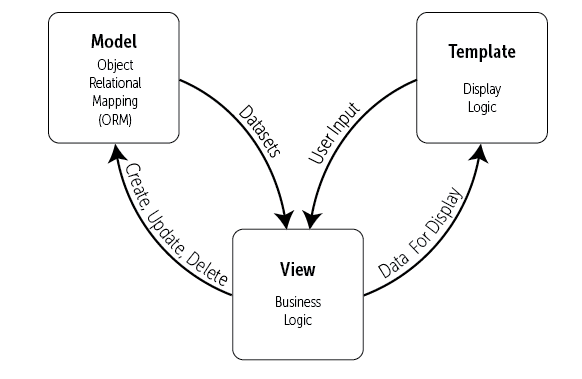 Model
Object
Relational
Mapping
(ORM)
Template
Display
Logic
Datasets
User Input
Create, Update, Delete
Data For Display
View
Business
Logic